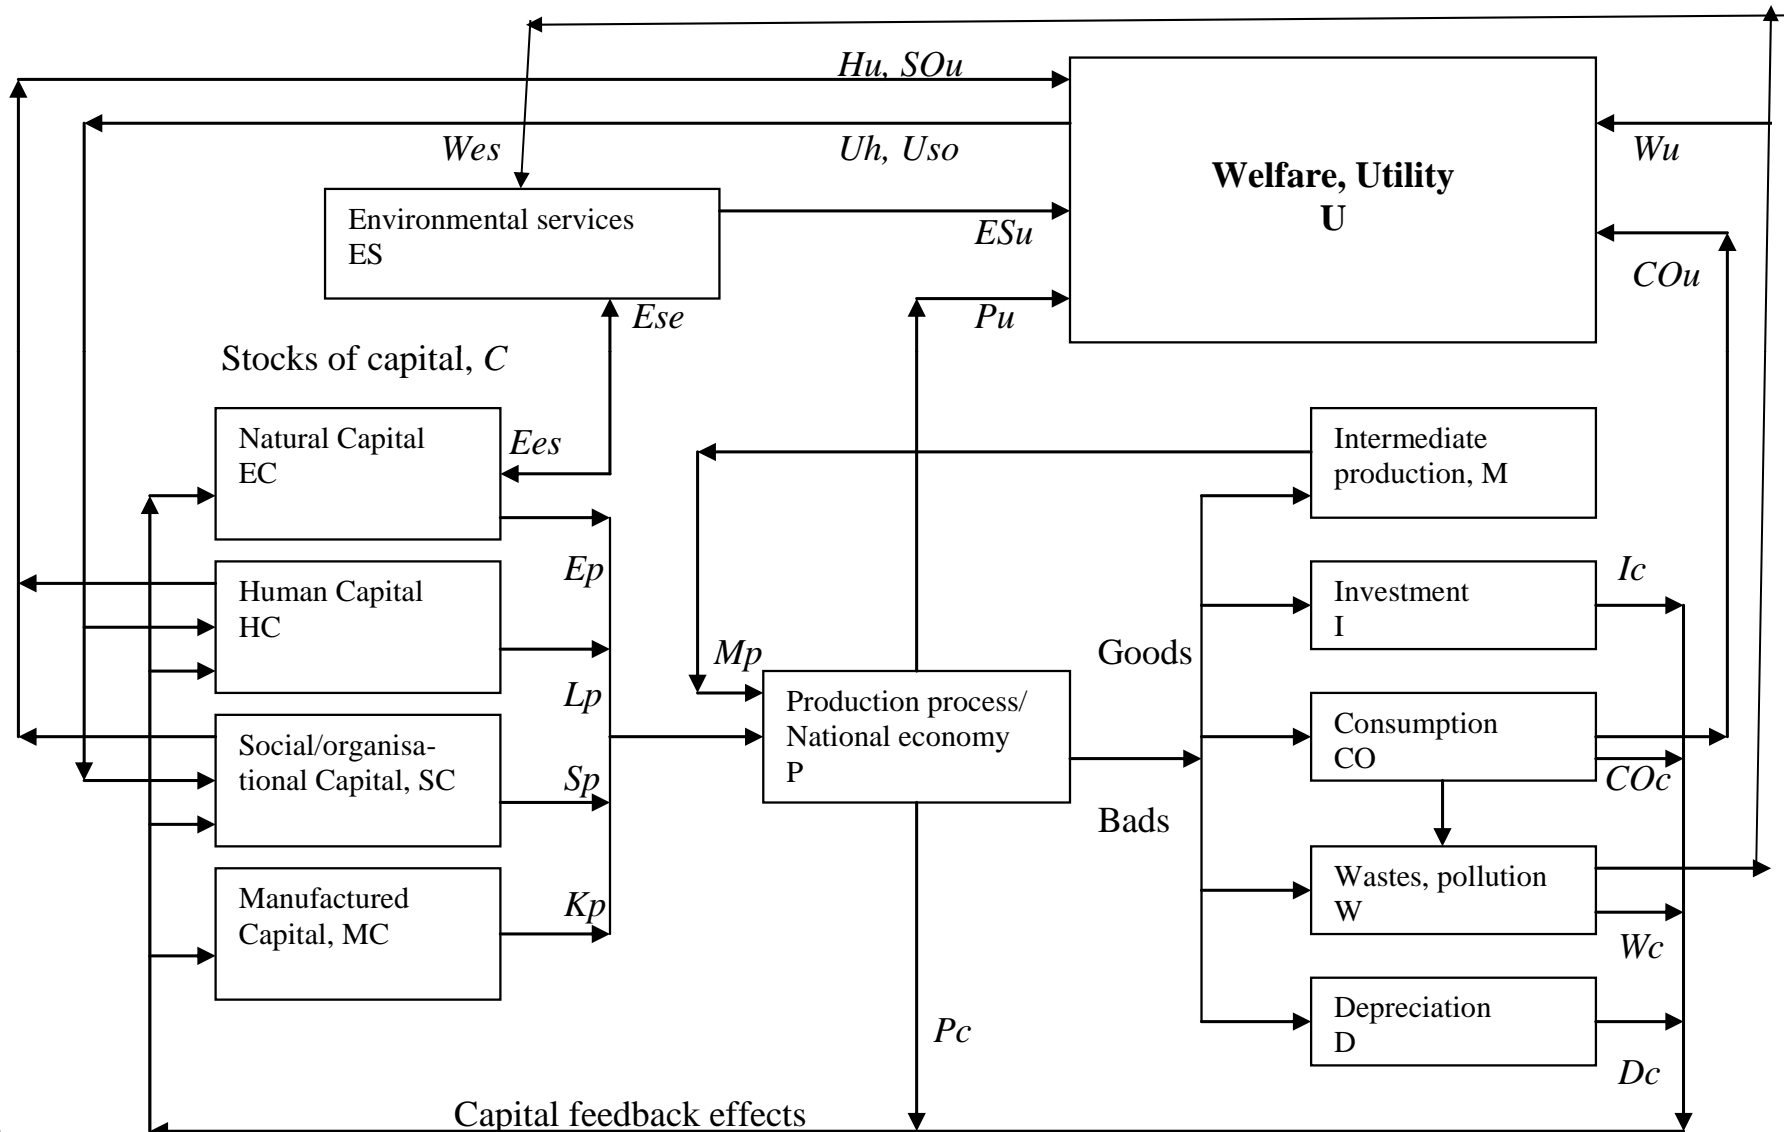 Hu, SOu
Wes
Uh, Uso
Wu
Welfare, Utility
U
Environmental services
ES
ESu
COu
Ese
Pu
Stocks of capital, C
Natural Capital
EC
Ees
Intermediate
production, M
Ep
Human Capital
HC
Ic
Investment
I
Mp
Goods
Lp
Production process/
National economy
P
Consumption
CO
Social/organisa-
tional Capital, SC
Sp
COc
Bads
Manufactured
Capital, MC
Kp
Wastes, pollution
W
Wc
Pc
Depreciation
D
Dc
Capital feedback effects